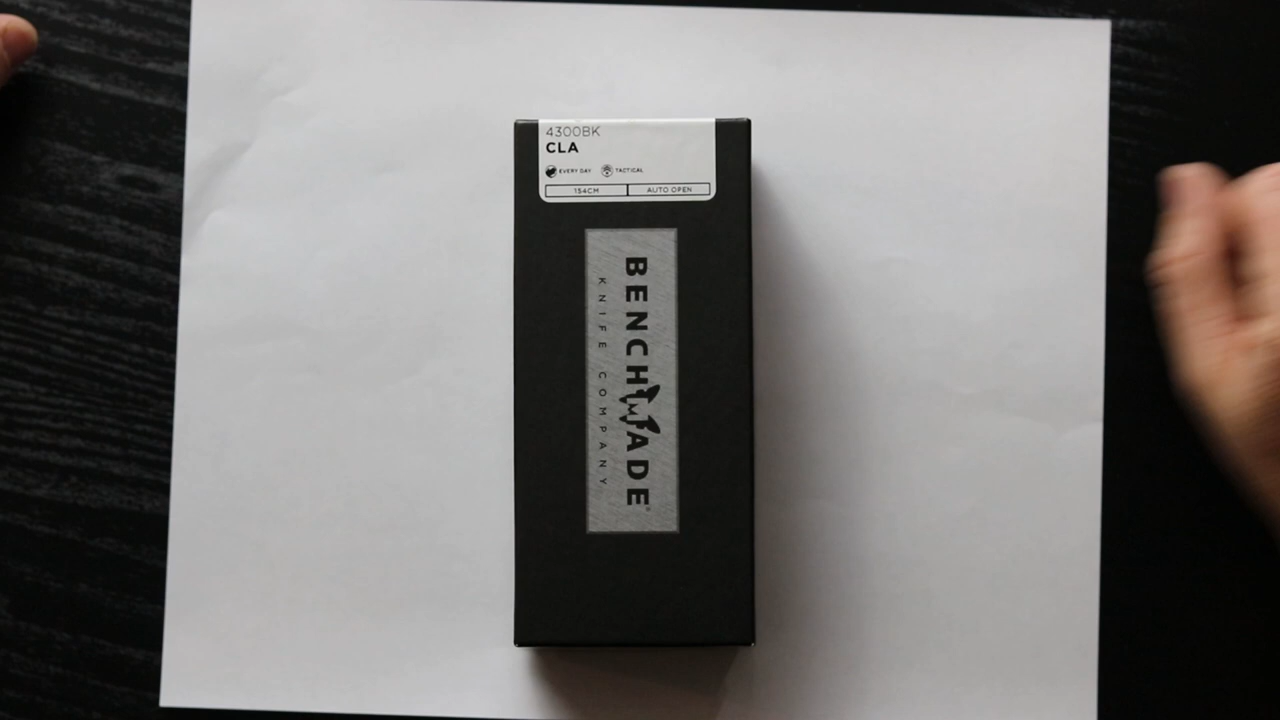 4300BK
CLA
EVERY DAY TACTICAL
154CM AUTO OPEN
BENCHMADE®
KNIFE COMPANY